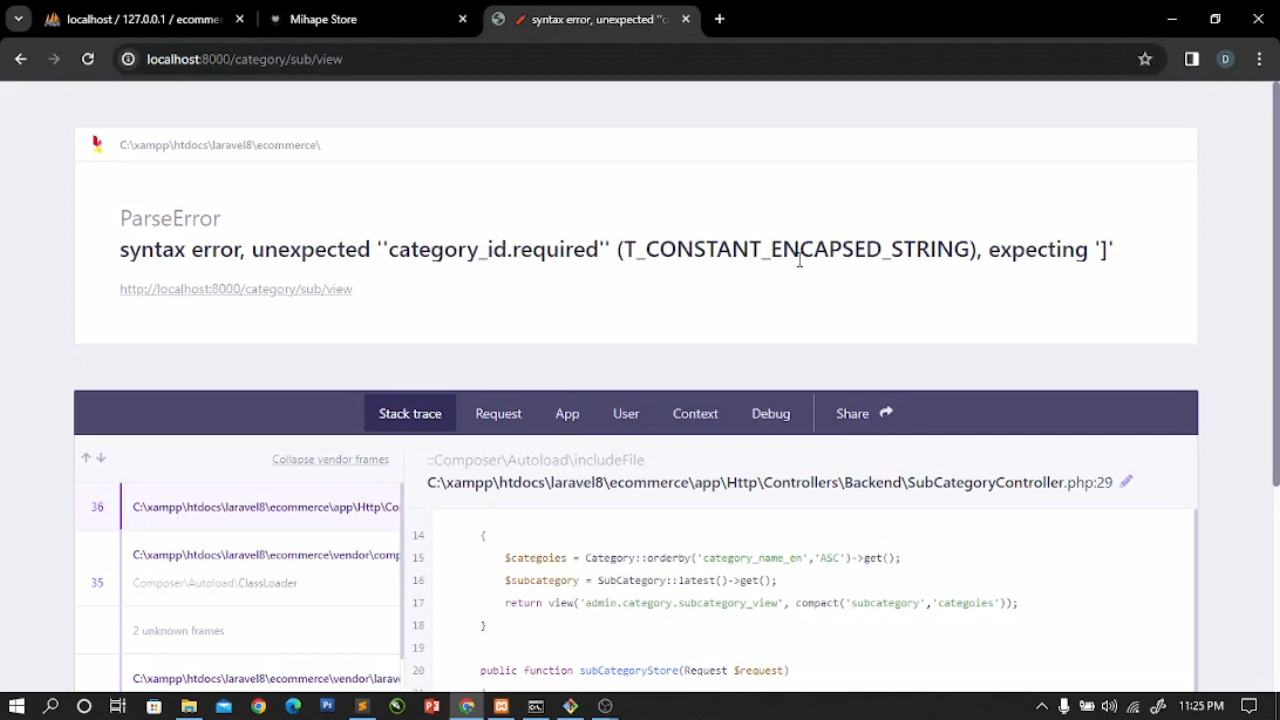 localhost / 127.0.0.1 / ecomme
Mihape Store
syntax error, unexpected ''c
localhost:8000/category/sub/view
D
C:\xampp\htdocs\laravel8\ecommerce\
ParseError
syntax error, unexpected ''category_id.required'' (T_CONSTANT_ENCAPSED_STRING), expecting ']'
http://localhost:8000/category/sub/view
Stack trace
Request
App
User
Context
Debug
Share
Collapse vendor frames
::Composer\Autoload\includeFile
C:\xampp\htdocs\laravel8\ecommerce\app\Http\Controllers\Backend\SubCategoryController.php:29
36
C:\xampp\htdocs\laravel8\ecommerce\app\Http\Co
C:\xampp\htdocs\laravel8\ecommerce\vendor\comp
35
Composer\Autoload\ClassLoader
2 unknown frames
C:\xampp\htdocs\laravel8\ecommerce\vendor\larav
14 {
15 $categoies = Category::orderby('category_name_en','ASC')->get();
16 $subcategory = SubCategory::latest()->get();
17 return view('admin.category.subcategory_view', compact('subcategory','categoies'));
18 }
19
20 public function subCategoryStore(Request $request)
11:25 PM